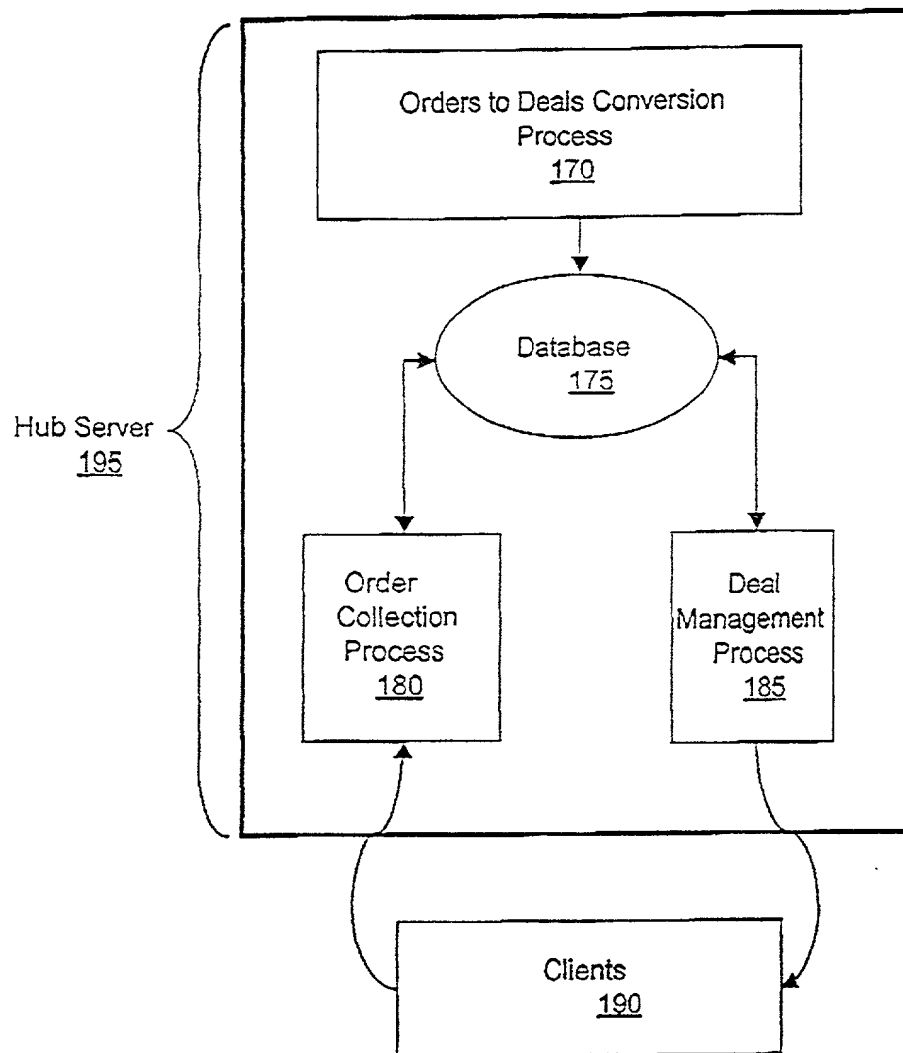 Orders to Deals Conversion
Process
170
Database
175
Hub Server
195
Order
Collection
Process
180
Deal
Management
Process
185
Clients
190